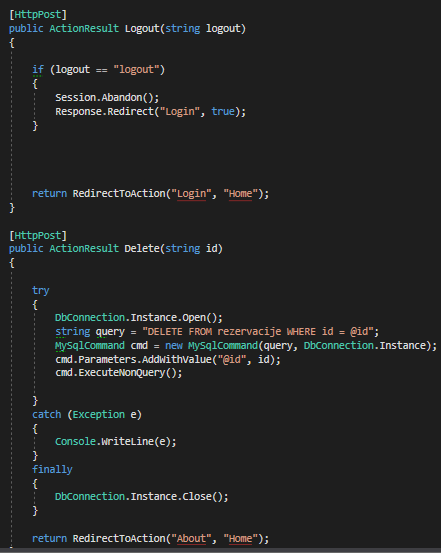 [HttpPost]
public ActionResult Logout(string logout)
{
if (logout == "logout")
{
Session.Abandon();
Response.Redirect("Login", true);
}
return RedirectToAction("Login", "Home");
}
[HttpPost]
public ActionResult Delete(string id)
{
try
{
DbConnection.Instance.Open();
string query = "DELETE FROM rezervacije WHERE id = @id";
MySqlCommand cmd = new MySqlCommand(query, DbConnection.Instance);
cmd.Parameters.AddWithValue("@id", id);
cmd.ExecuteNonQuery();
}
catch (Exception e)
{
Console.WriteLine(e);
}
finally
{
DbConnection.Instance.Close();
}
return RedirectToAction("About", "Home");